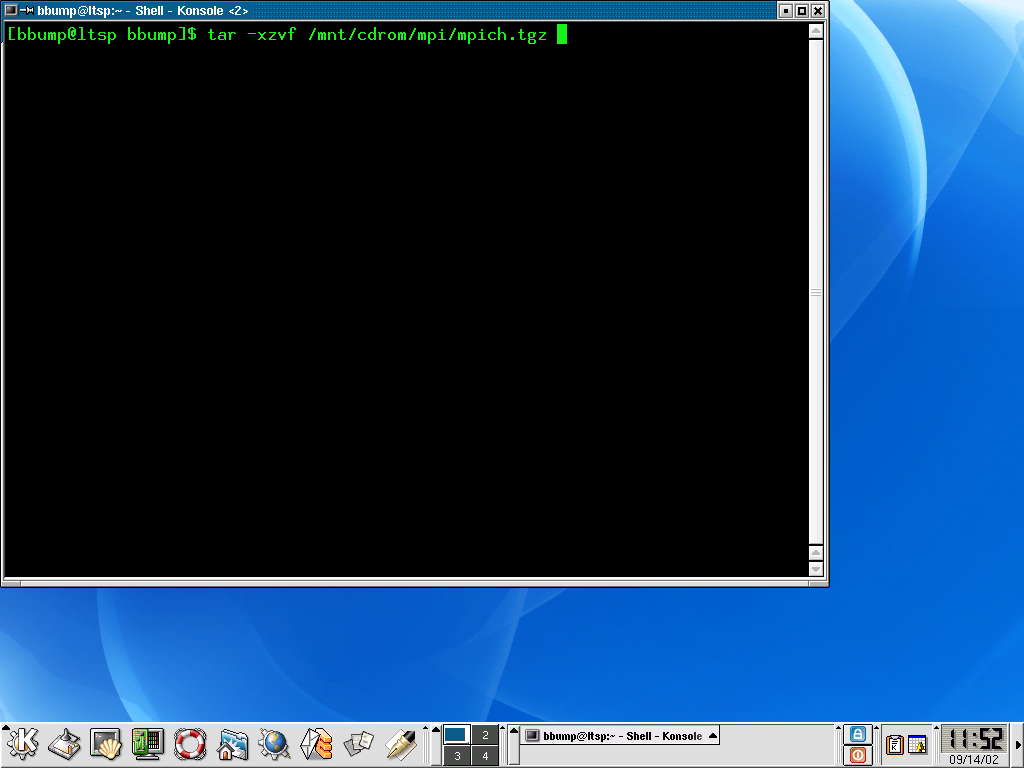 bbump@ltsp:~ - Shell - Konsole <2>
[bbump@ltsp bbump]$ tar -xzvf /mnt/cdrom/mpi/mpich.tgz
2
3 4
bbump@ltsp:~ - Shell - Konsole
11:52
09/14/02